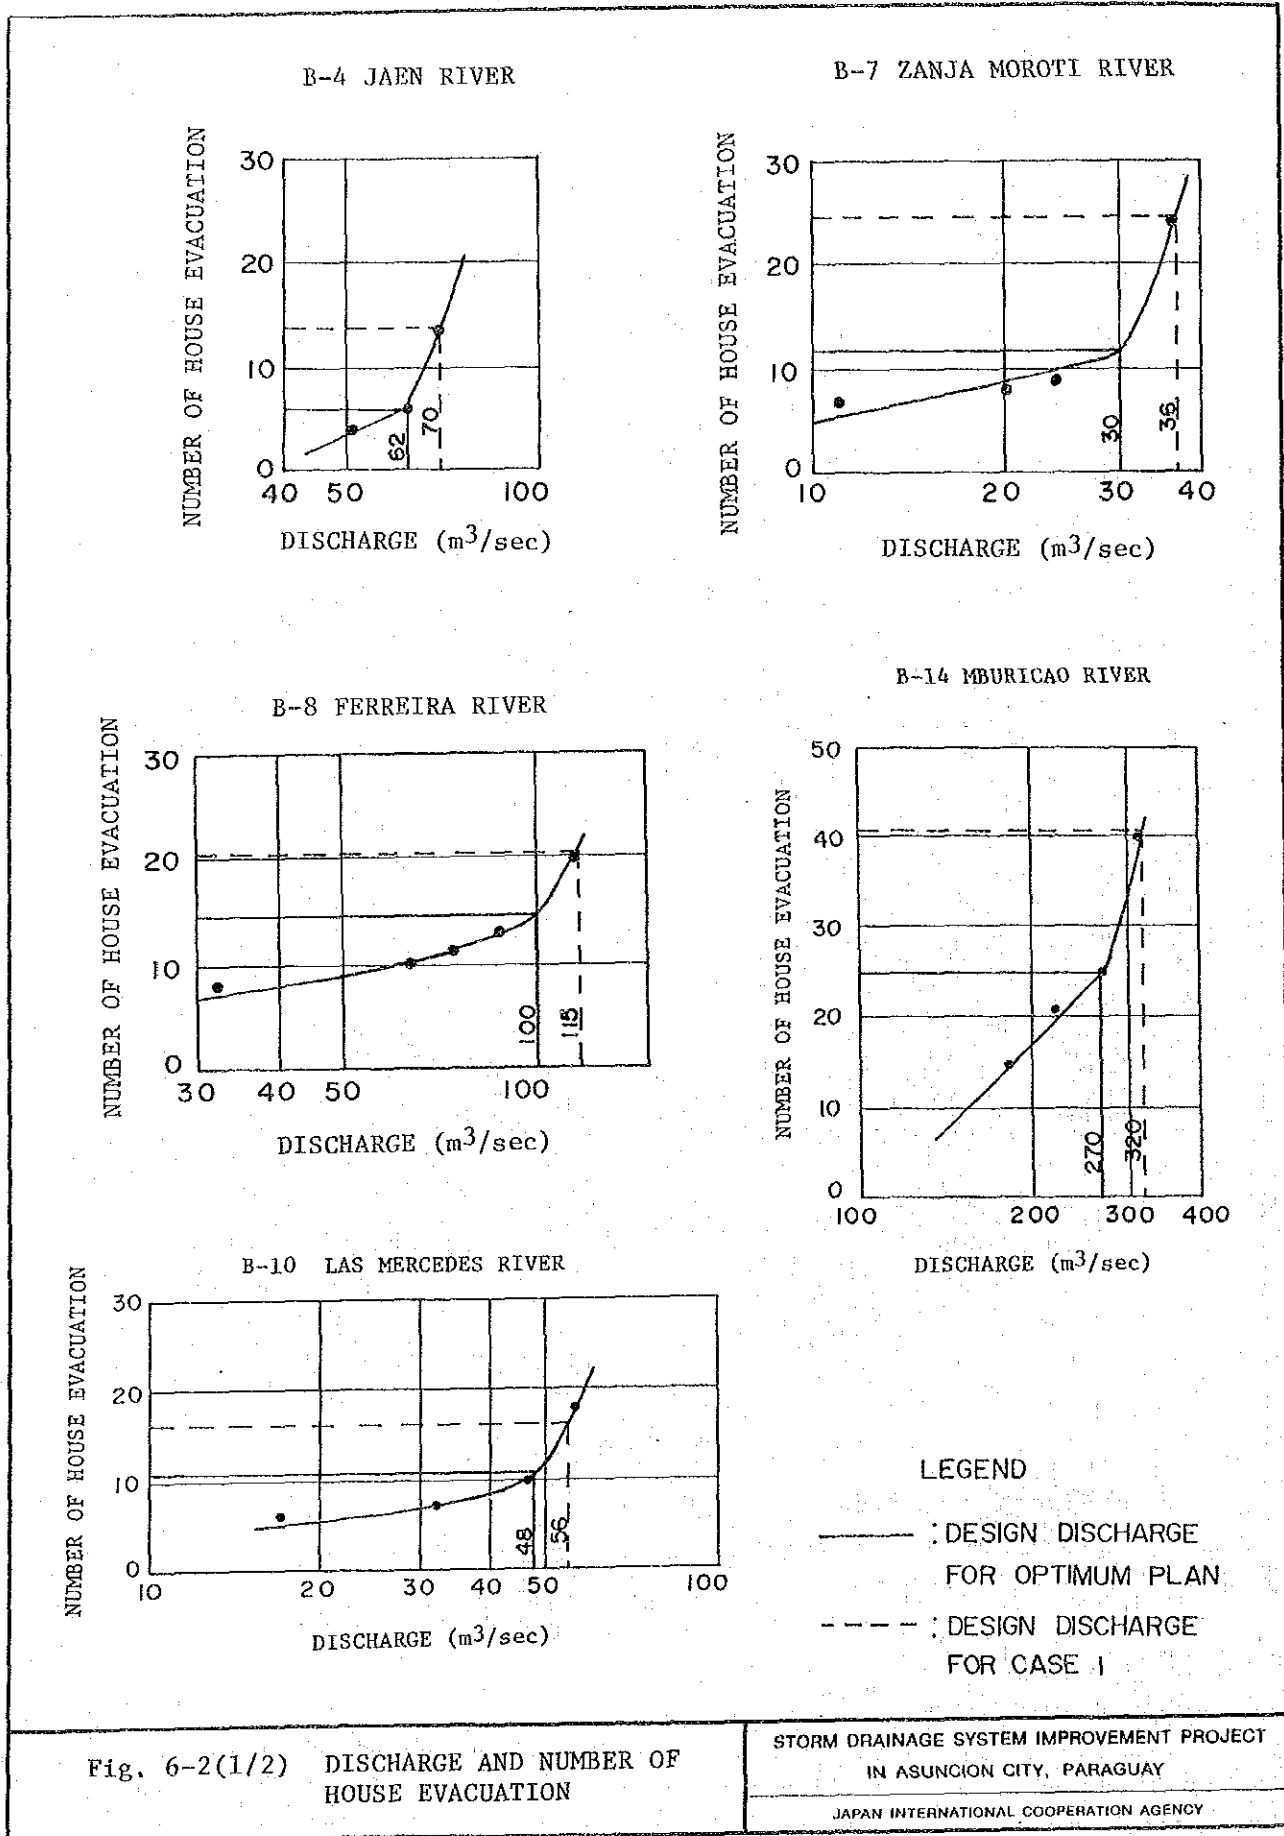 B-4 JAEN RIVER
NUMBER OF HOUSE EVACUATION
30
20
10
0
62
70
40 50 100
DISCHARGE (m³/sec)
B-7 ZANJA MOROTI RIVER
NUMBER OF HOUSE EVACUATION
30
20
10
0
30
36
10 20 30 40
DISCHARGE (m³/sec)
B-8 FERREIRA RIVER
NUMBER OF HOUSE EVACUATION
30
20
10
0
100
115
30 40 50 100
DISCHARGE (m³/sec)
B-14 MBURICAO RIVER
NUMBER OF HOUSE EVACUATION
50
40
30
20
10
0
270
320
100 200 300 400
DISCHARGE (m³/sec)
B-10 LAS MERCEDES RIVER
NUMBER OF HOUSE EVACUATION
30
20
10
0
48
56
10 20 30 40 50 100
DISCHARGE (m³/sec)
LEGEND
: DESIGN DISCHARGE
FOR OPTIMUM PLAN
: DESIGN DISCHARGE
FOR CASE 1
Fig. 6-2(1/2) DISCHARGE AND NUMBER OF
HOUSE EVACUATION
STORM DRAINAGE SYSTEM IMPROVEMENT PROJECT
IN ASUNCION CITY, PARAGUAY
JAPAN INTERNATIONAL COOPERATION AGENCY